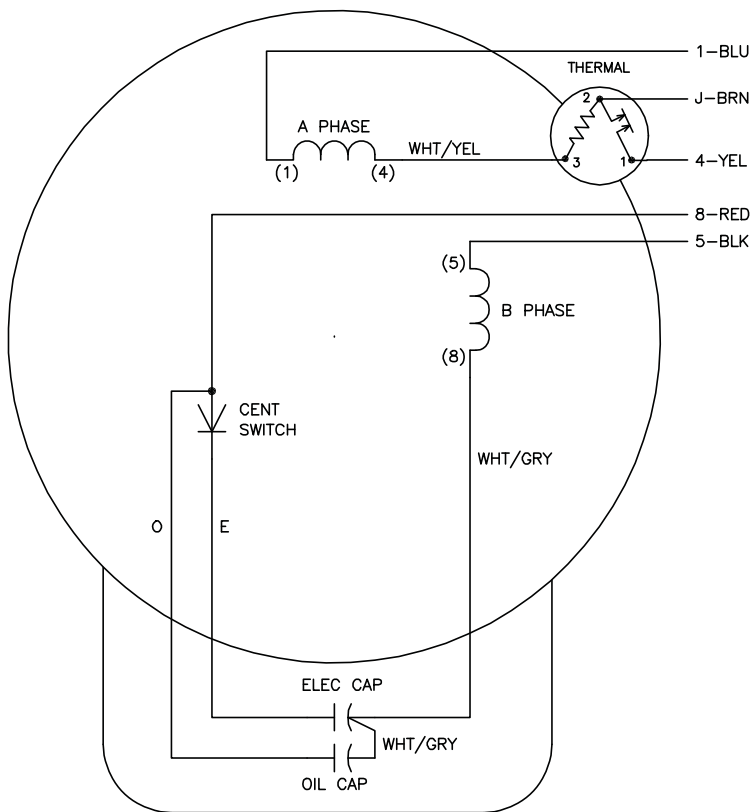 1-BLU
THERMAL
J-BRN
2
A PHASE
WHT/YEL
(1)
(4)
3
1
4-YEL
8-RED
5-BLK
(5)
B PHASE
(8)
CENT
SWITCH
WHT/GRY
O
E
ELEC CAP
WHT/GRY
OIL CAP